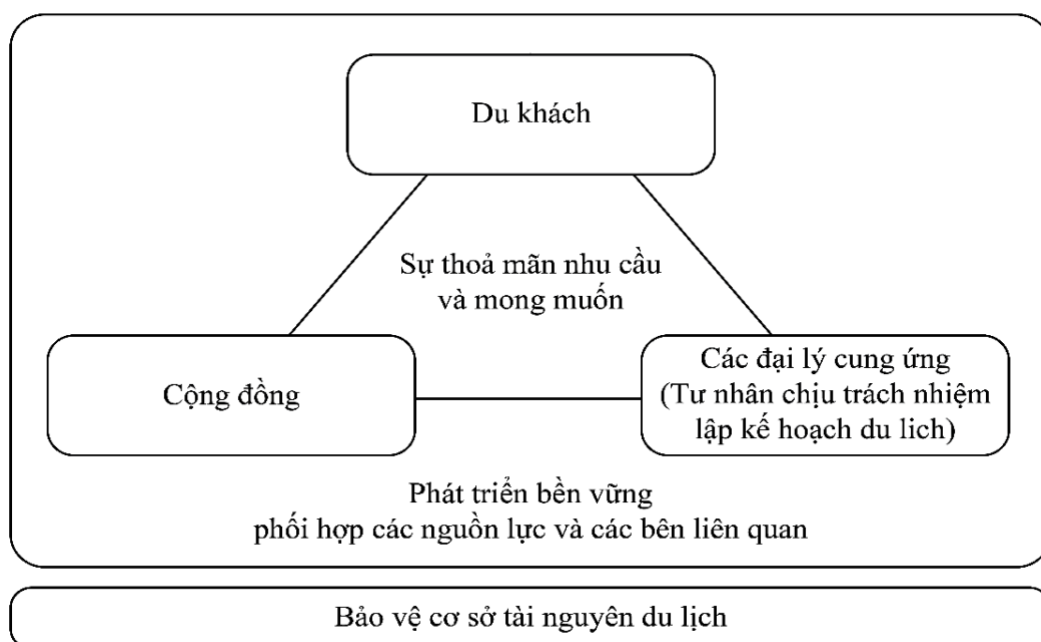 Du khách
Sự thoả mãn nhu cầu
và mong muốn
Cộng đồng
Các đại lý cung ứng
(Tư nhân chịu trách nhiệm
lập kế hoạch du lich)
Phát triển bền vững
phối hợp các nguồn lực và các bên liên quan
Bảo vệ cơ sở tài nguyên du lịch